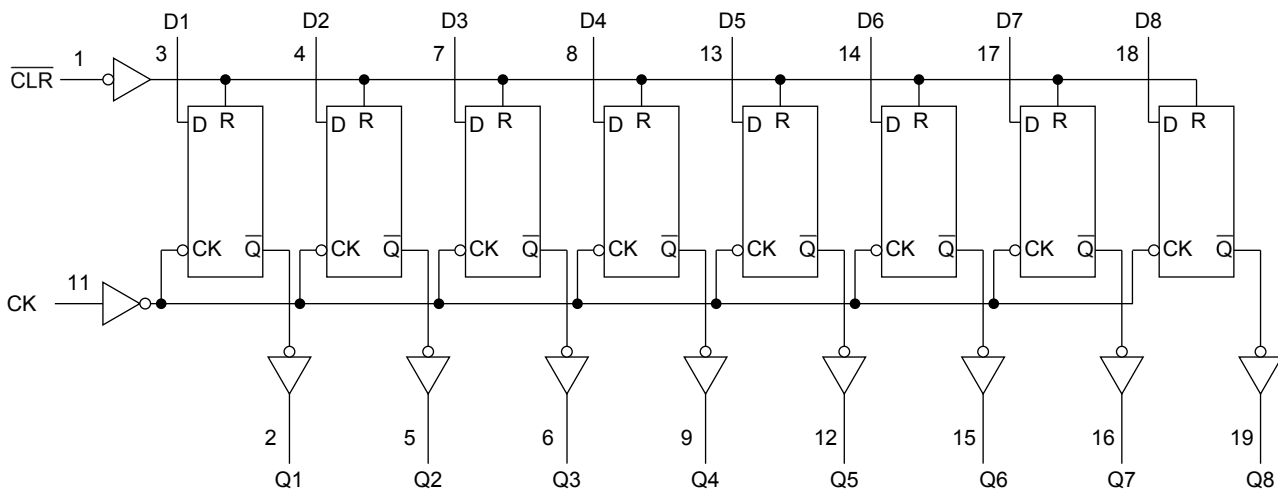 D1 D2 D3 D4 D5 D6 D7 D8
1 3 4 7 8 13 14 17 18
C̅L̅R̅
D R D R D R D R D R D R D R D R
CK Q̅ CK Q̅ CK Q̅ CK Q̅ CK Q̅ CK Q̅ CK Q̅ CK Q̅
11
CK
2 5 6 9 12 15 16 19
Q1 Q2 Q3 Q4 Q5 Q6 Q7 Q8